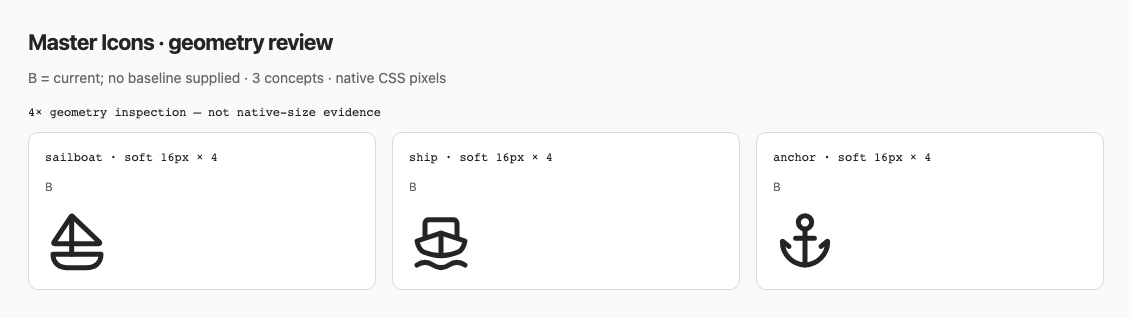 Master Icons · geometry review
B = current; no baseline supplied · 3 concepts · native CSS pixels
4× geometry inspection — not native-size evidence
sailboat · soft 16px × 4
B
ship · soft 16px × 4
B
anchor · soft 16px × 4
B